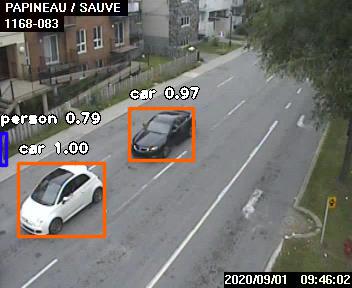 PAPINEAU / SAUVE
1168-083
car 0.97
person 0.79
car 1.00
2020/09/01 09:46:02